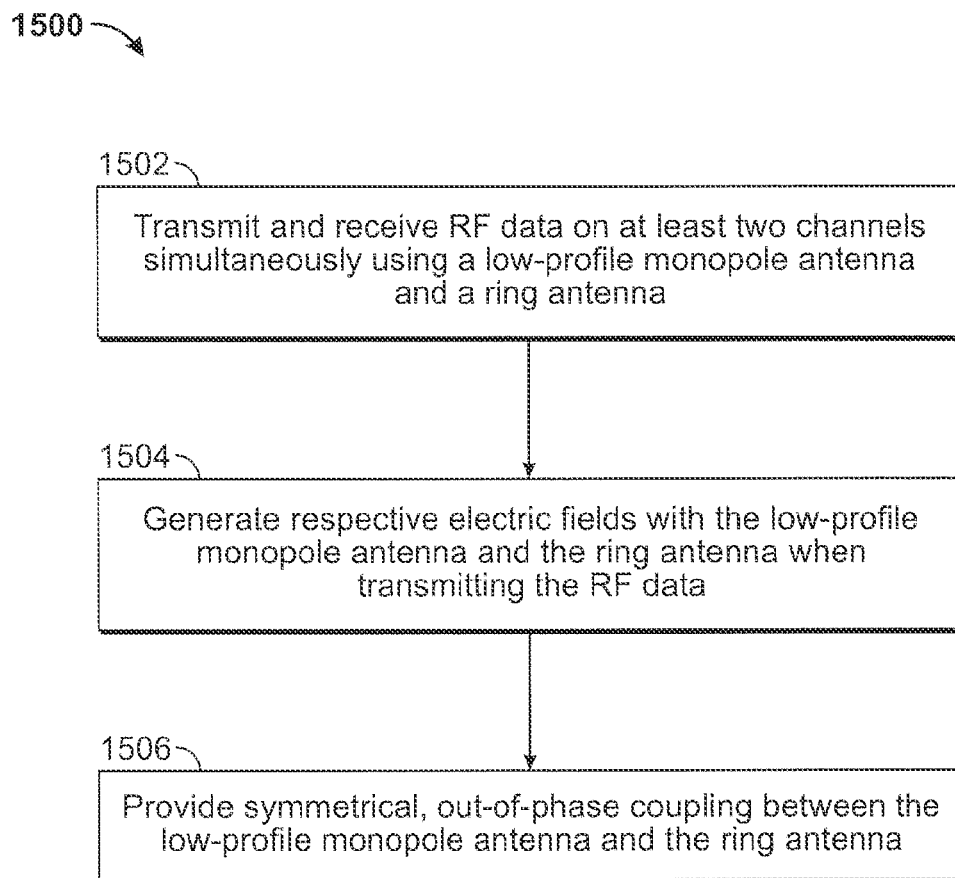 1500
1502
Transmit and receive RF data on at least two channels
simultaneously using a low-profile monopole antenna
and a ring antenna
1504
Generate respective electric fields with the low-profile
monopole antenna and the ring antenna when
transmitting the RF data
1506
Provide symmetrical, out-of-phase coupling between the
low-profile monopole antenna and the ring antenna